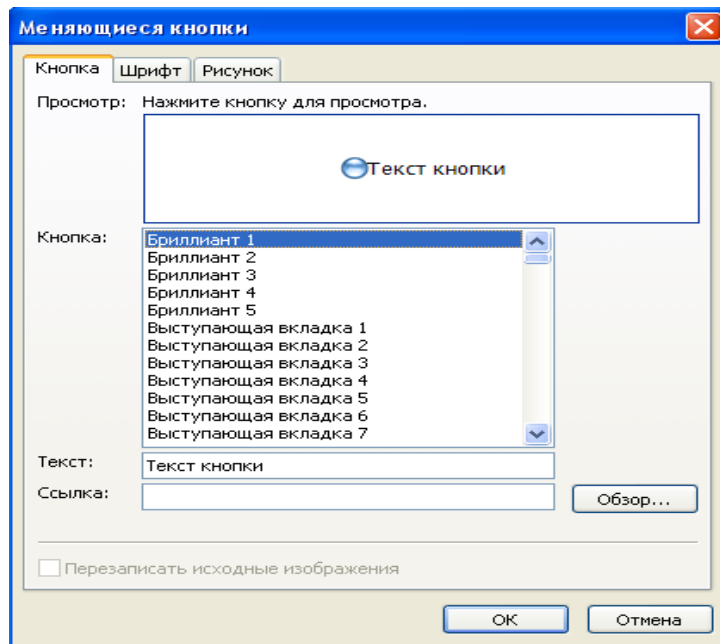 Меняющиеся кнопки
Кнопка Шрифт Рисунок
Просмотр: Нажмите кнопку для просмотра.
Текст кнопки
Кнопка: Бриллиант 1
Бриллиант 2
Бриллиант 3
Бриллиант 4
Бриллиант 5
Выступающая вкладка 1
Выступающая вкладка 2
Выступающая вкладка 3
Выступающая вкладка 4
Выступающая вкладка 5
Выступающая вкладка 6
Выступающая вкладка 7
Текст: Текст кнопки
Ссылка: Обзор...
Перезаписать исходные изображения
ОК Отмена